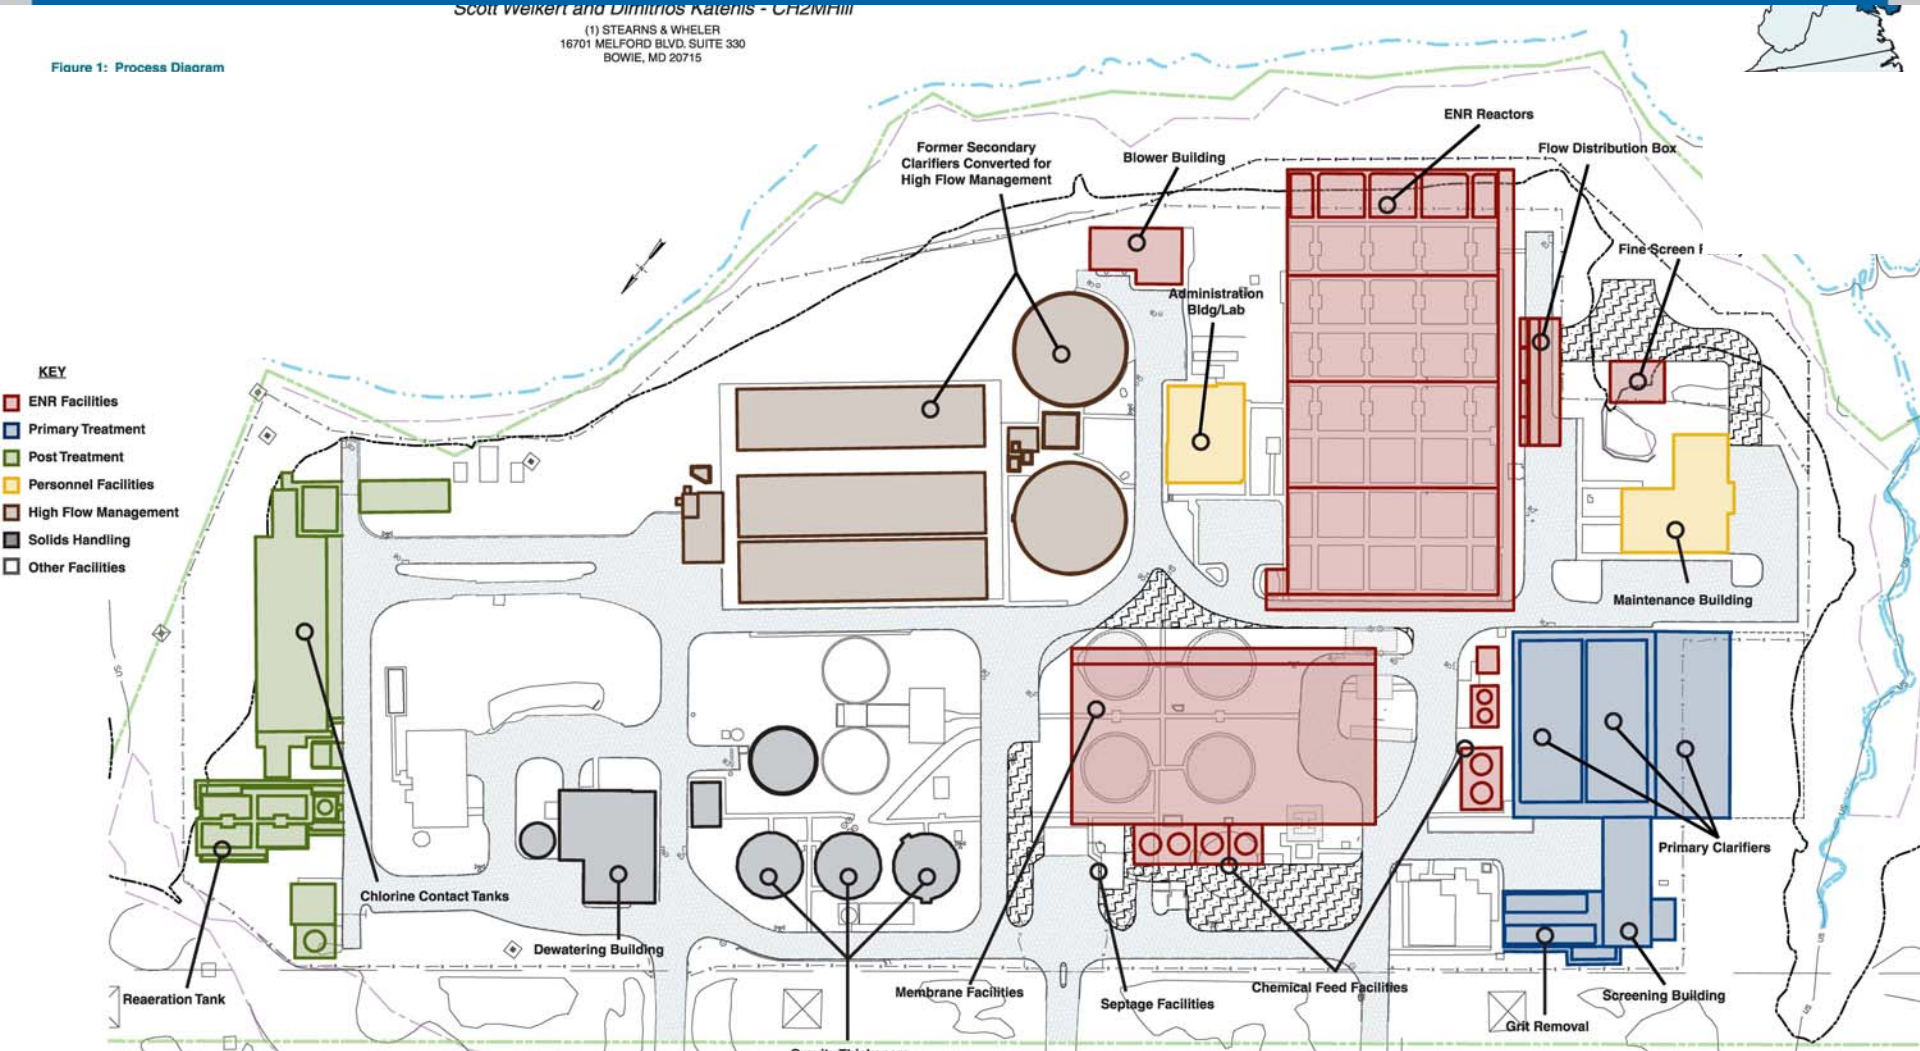 Scott Weikert and Dimitrios Katehis - CH2MHill
(1) STEARNS & WHELER
16701 MELFORD BLVD. SUITE 330
BOWIE, MD 20715
Figure 1: Process Diagram
ENR Reactors
Flow Distribution Box
Former Secondary
Clarifiers Converted for
High Flow Management
Blower Building
Fine Screen
Administration
Bldg/Lab
KEY
ENR Facilities
Primary Treatment
Post Treatment
Personnel Facilities
High Flow Management
Solids Handling
Other Facilities
Maintenance Building
Primary Clarifiers
Chlorine Contact Tanks
Dewatering Building
Reaeration Tank
Membrane Facilities
Septage Facilities
Chemical Feed Facilities
Screening Building
Grit Removal
Gravity Thickeners